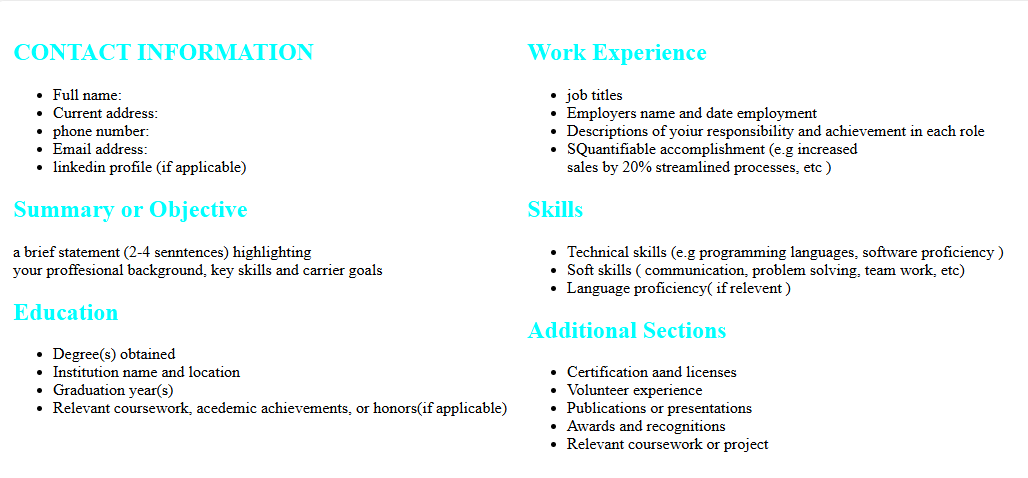 CONTACT INFORMATION
Full name:
Current address:
phone number:
Email address:
linkedin profile (if applicable)
Summary or Objective
a brief statement (2-4 senntences) highlighting
your proffesional background, key skills and carrier goals
Education
Degree(s) obtained
Institution name and location
Graduation year(s)
Relevant coursework, acedemic achievements, or honors(if applicable)
Work Experience
job titles
Employers name and date employment
Descriptions of yoiur responsibility and achievement in each role
SQuantifiable accomplishment (e.g increased
sales by 20% streamlined processes, etc )
Skills
Technical skills (e.g programming languages, software proficiency )
Soft skills ( communication, problem solving, team work, etc)
Language proficiency( if relevent )
Additional Sections
Certification aand licenses
Volunteer experience
Publications or presentations
Awards and recognitions
Relevant coursework or project